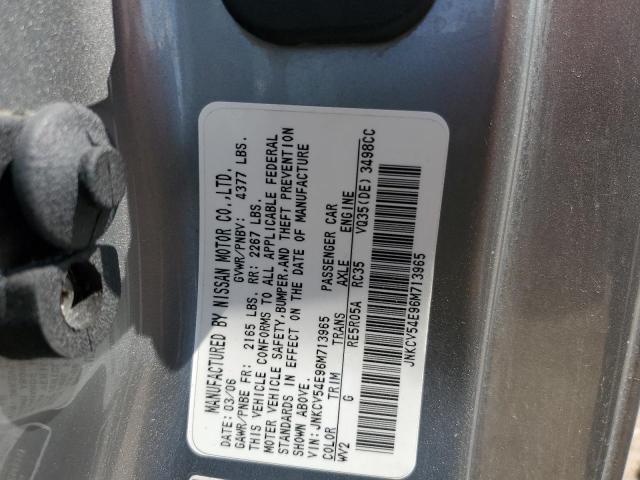 MANUFACTURED BY NISSAN MOTOR CO.,LTD.
DATE: 03/06 GVWR/PNBV: 4377 LBS.
GAWR/PNBE FR: 2165 LBS. RR: 2267 LBS.
THIS VEHICLE CONFORMS TO ALL APPLICABLE FEDERAL
MOTER VEHICLE SAFETY,BUMPER,AND THEFT PREVENTION
STANDARDS IN EFFECT ON THE DATE OF MANUFACTURE
SHOWN ABOVE.
VIN:JNKCV54E96M713965 PASSENGER CAR
COLOR TRIM TRANS AXLE ENGINE
WV2 G RE5R05A RC35 VQ35(DE) 3498CC
JNKCV54E96M713965